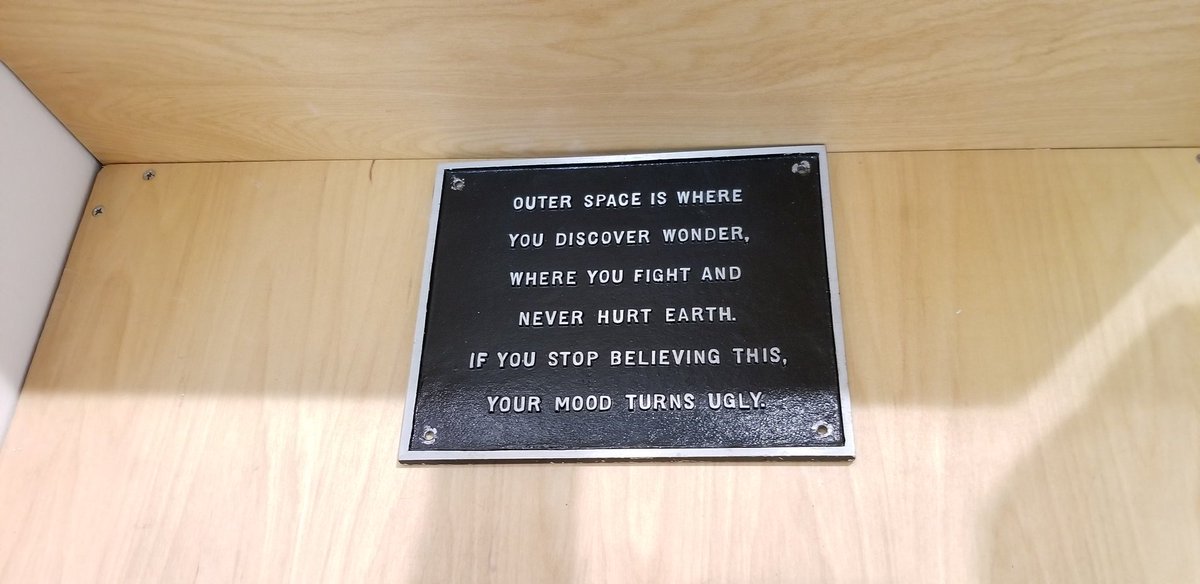 OUTER SPACE IS WHERE
YOU DISCOVER WONDER,
WHERE YOU FIGHT AND
NEVER HURT EARTH.
IF YOU STOP BELIEVING THIS,
YOUR MOOD TURNS UGLY.